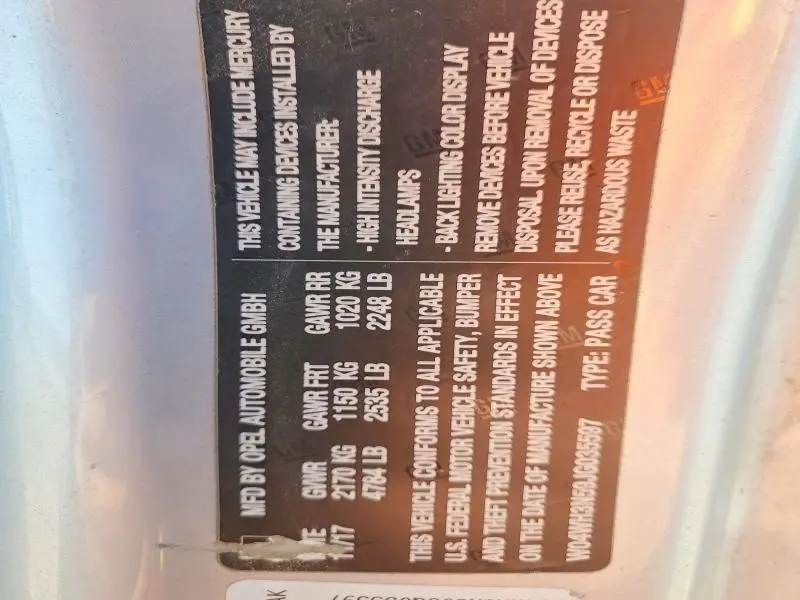 MFD BY OPEL AUTOMOBILE GMBH
GVWR GAWR FRT GAWR RR
2170 KG 1150 KG 1020 KG
4784 LB 2535 LB 2248 LB
THIS VEHICLE CONFORMS TO ALL APPLICABLE
U.S. FEDERAL MOTOR VEHICLE SAFETY, BUMPER
AND THEFT PREVENTION STANDARDS IN EFFECT
ON THE DATE OF MANUFACTURE SHOWN ABOVE
TYPE: PASS CAR
THIS VEHICLE MAY INCLUDE MERCURY
CONTAINING DEVICES INSTALLED BY
THE MANUFACTURER:
- HIGH INTENSITY DISCHARGE
HEADLAMPS
- BACK LIGHTING COLOR DISPLAY
REMOVE DEVICES BEFORE VEHICLE
DISPOSAL. UPON REMOVAL OF DEVICES
PLEASE REUSE, RECYCLE OR DISPOSE
AS HAZARDOUS WASTE
GM
GM